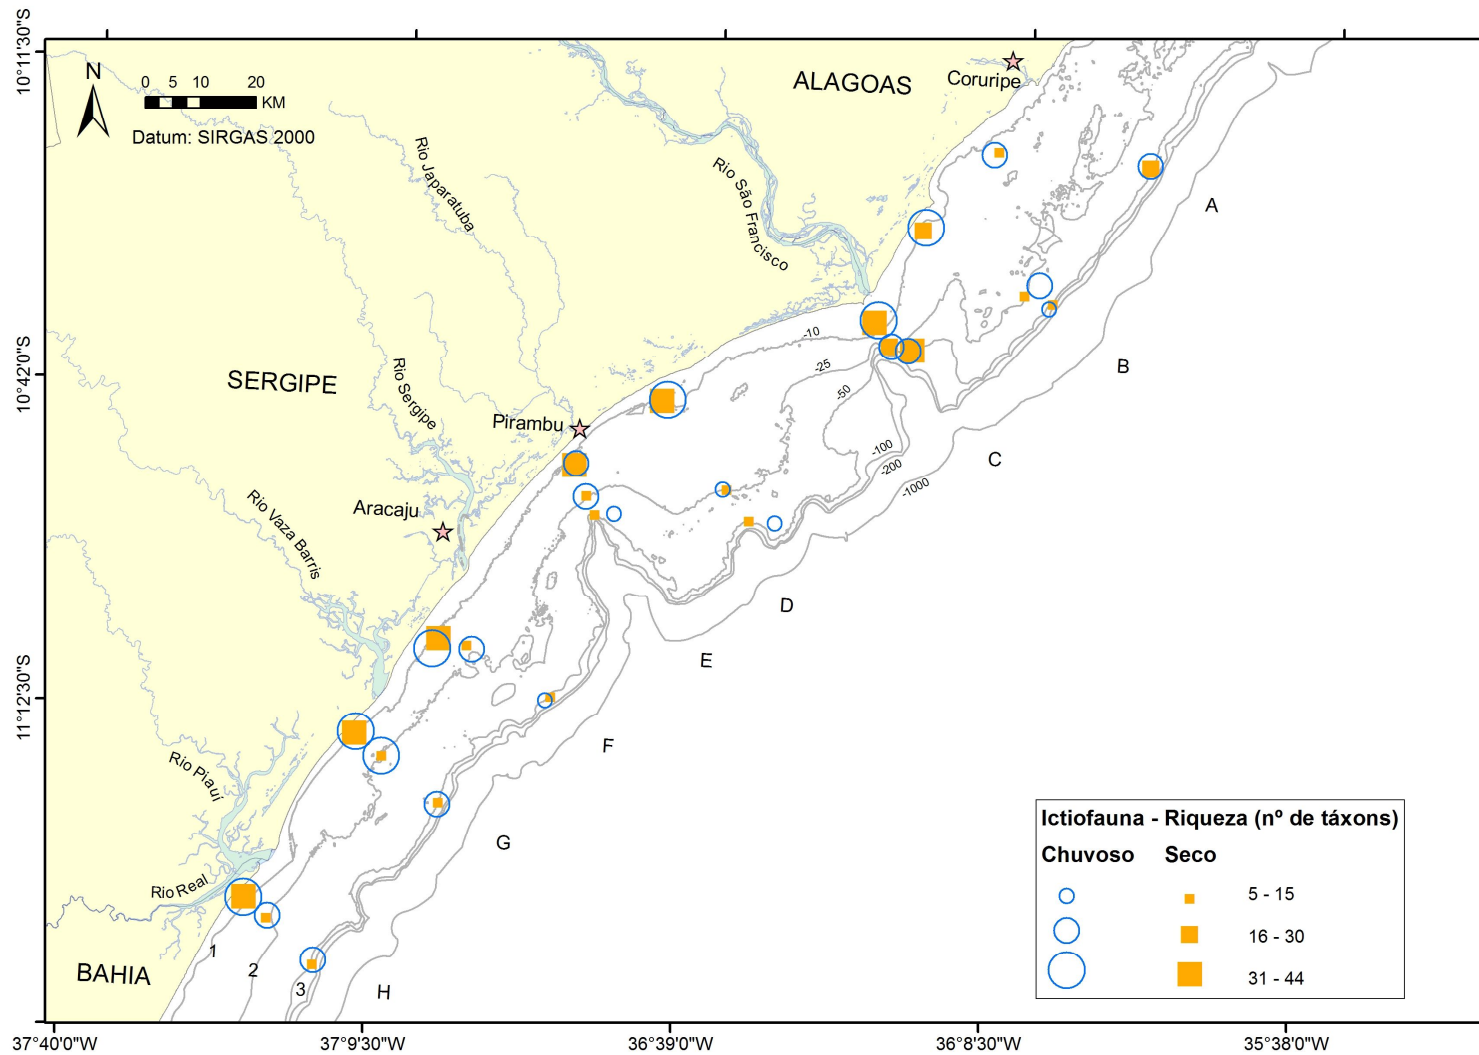 10°11'30"S
N
0 5 10 20
KM
Datum: SIRGAS 2000
ALAGOAS
Coruripe
Rio Japaratuba
Rio São Francisco
A
SERGIPE
Rio Sergipe
10°42'0"S
-10
-25
-50
-100
-200
-1000
B
C
Pirambu
Aracaju
Rio Vaza Barris
D
E
11°12'30"S
F
Rio Piauí
G
Rio Real
BAHIA
1
2
3
H
Ictiofauna - Riqueza (nº de táxons)
Chuvoso Seco
5 - 15
16 - 30
31 - 44
37°40'0"W 37°9'30"W 36°39'0"W 36°8'30"W 35°38'0"W